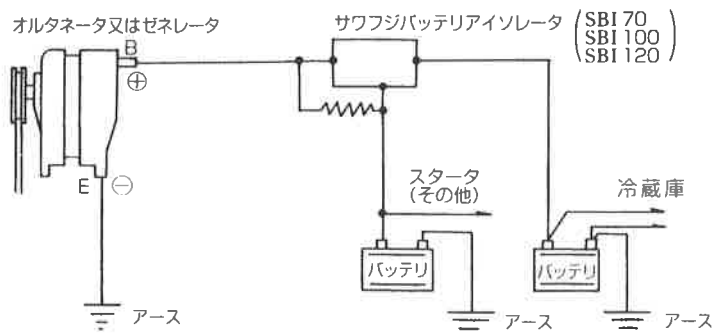 オルタネータ又はゼネレータ
サワフジバッテリアイソレータ
SBI 70
SBI 100
SBI 120
B
⊕
E ⊖
スタータ
(その他)
冷蔵庫
バッテリ
バッテリ
アース
アース
アース